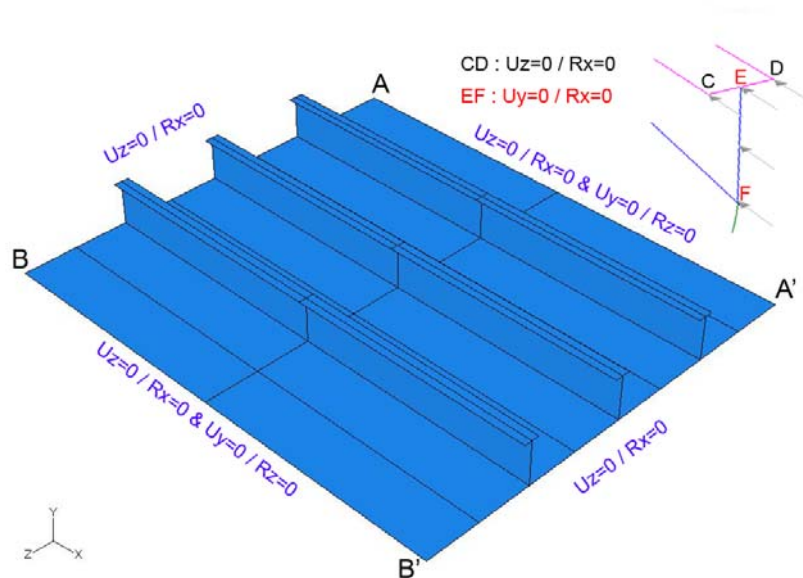 CD : Uz=0 / Rx=0
EF : Uy=0 / Rx=0
C
E
D
F
A
Uz=0 / Rx=0
Uz=0 / Rx=0 & Uy=0 / Rz=0
B
A'
Uz=0 / Rx=0 & Uy=0 / Rz=0
Uz=0 / Rx=0
B'
Y
Z
X